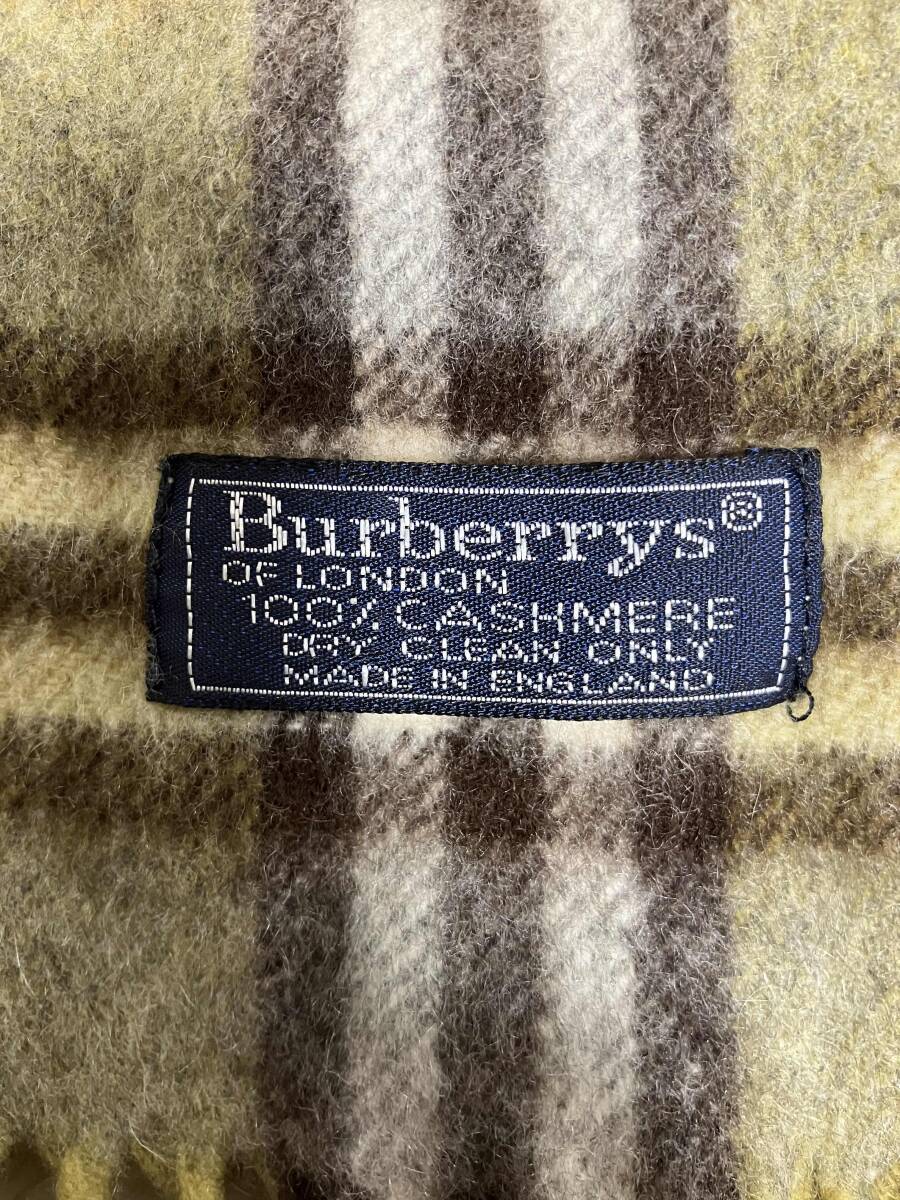 Burberrys®
OF LONDON
100% CASHMERE
DRY CLEAN ONLY
MADE IN ENGLAND